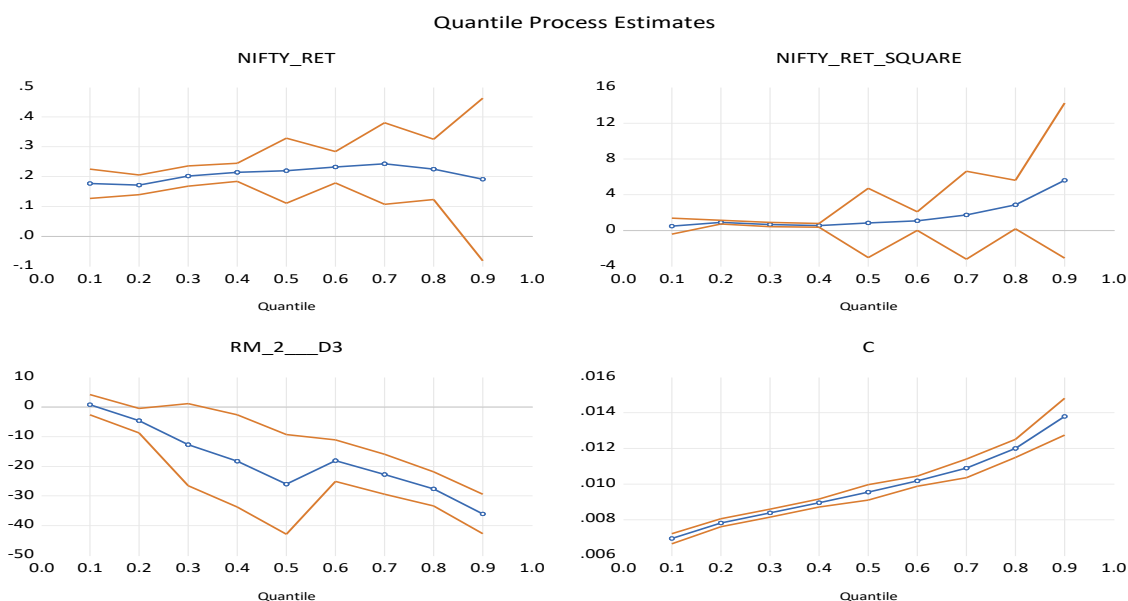 Quantile Process Estimates
NIFTY_RET
.5
.4
.3
.2
.1
.0
-.1
0.0 0.1 0.2 0.3 0.4 0.5 0.6 0.7 0.8 0.9 1.0
Quantile
NIFTY_RET_SQUARE
16
12
8
4
0
-4
0.0 0.1 0.2 0.3 0.4 0.5 0.6 0.7 0.8 0.9 1.0
Quantile
RM_2___D3
10
0
-10
-20
-30
-40
-50
0.0 0.1 0.2 0.3 0.4 0.5 0.6 0.7 0.8 0.9 1.0
Quantile
C
.016
.014
.012
.010
.008
.006
0.0 0.1 0.2 0.3 0.4 0.5 0.6 0.7 0.8 0.9 1.0
Quantile